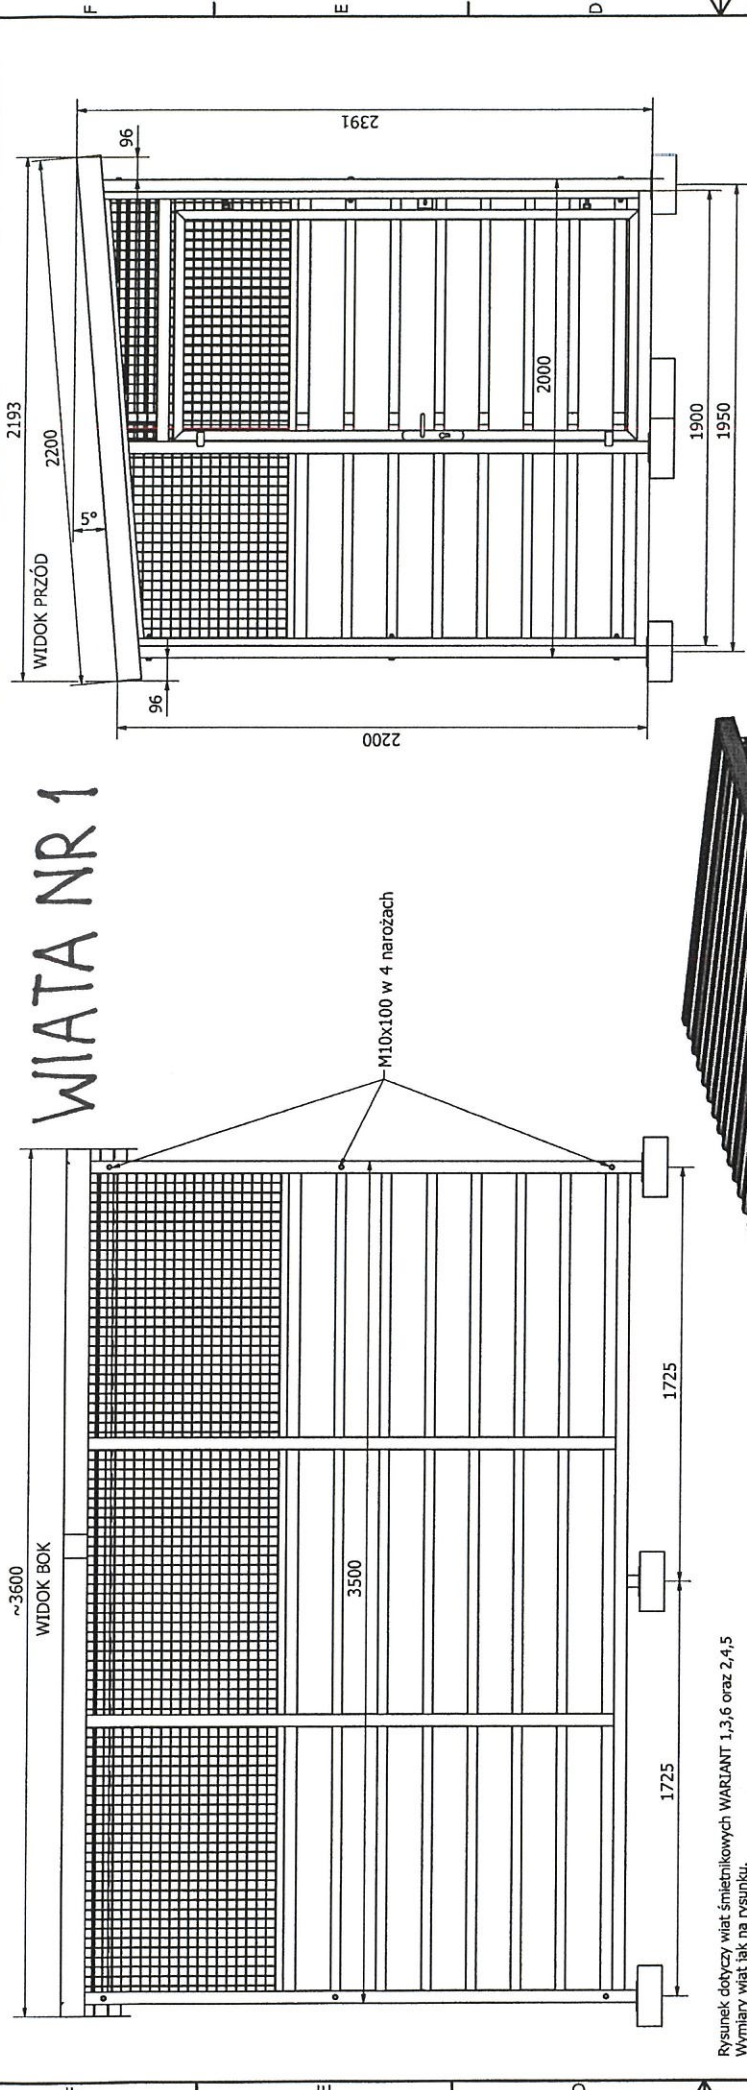 WIATA NR 1
~3600
WIDOK BOK
3500
1725
1725
M10x100 w 4 narożach
2193
2200
WIDOK PRZÓD
5°
96
96
2391
2200
2000
1900
1950
F
E
D
F
E
D
Rysunek dotyczy wiat śmietnikowych WARIANT 1,3,6 oraz 2,4,5
Wymiary wiat jak na rysunku.